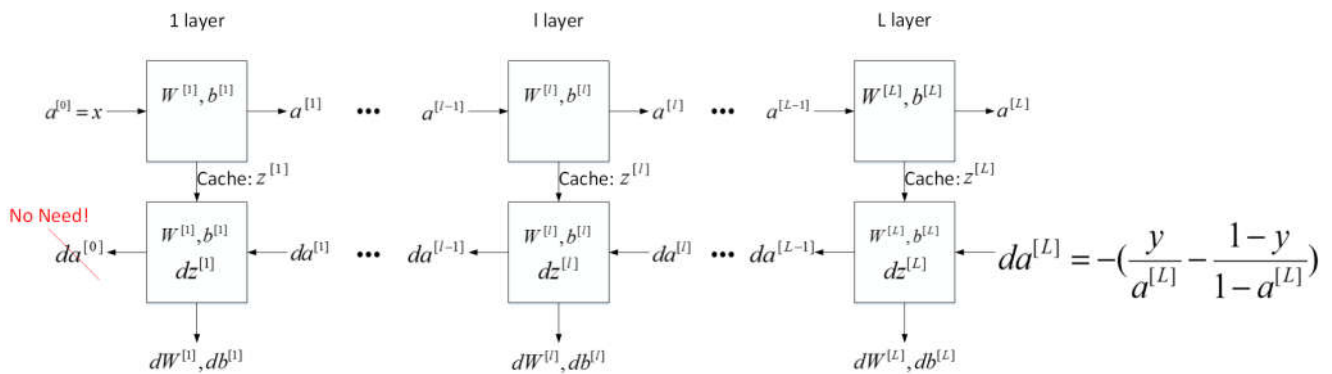 1 layer l layer L layer
W^{[1]}, b^{[1]} W^{[l]}, b^{[l]} W^{[L]}, b^{[L]}
a^{[0]} = x a^{[1]} ••• a^{[l-1]} a^{[l]} ••• a^{[L-1]} a^{[L]}
Cache: z^{[1]} Cache: z^{[l]} Cache: z^{[L]}
No Need!
W^{[1]}, b^{[1]} W^{[l]}, b^{[l]} W^{[L]}, b^{[L]}
da^{[0]} dz^{[1]} da^{[1]} ••• da^{[l-1]} dz^{[l]} da^{[l]} ••• da^{[L-1]} dz^{[L]} da^{[L]} = -(\frac{y}{a^{[L]}} - \frac{1-y}{1-a^{[L]}})
dW^{[1]}, db^{[1]} dW^{[l]}, db^{[l]} dW^{[L]}, db^{[L]}